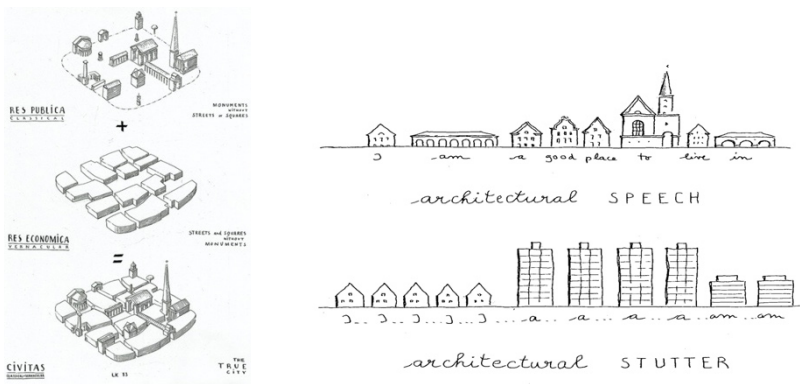 RES PUBLICA
CLASSICAL
MONUMENTS
WITHOUT
STREETS or SQUARES
+
RES ECONOMICA
VERNACULAR
STREETS and SQUARES
WITHOUT
MONUMENTS
=
CIVITAS
LK 83
THE
TRUE
CITY
I am a good place to live in
architectural SPEECH
I.. I.. I.. I.. I ..... a ... a ... a ... a ... am ... am
architectural STUTTER